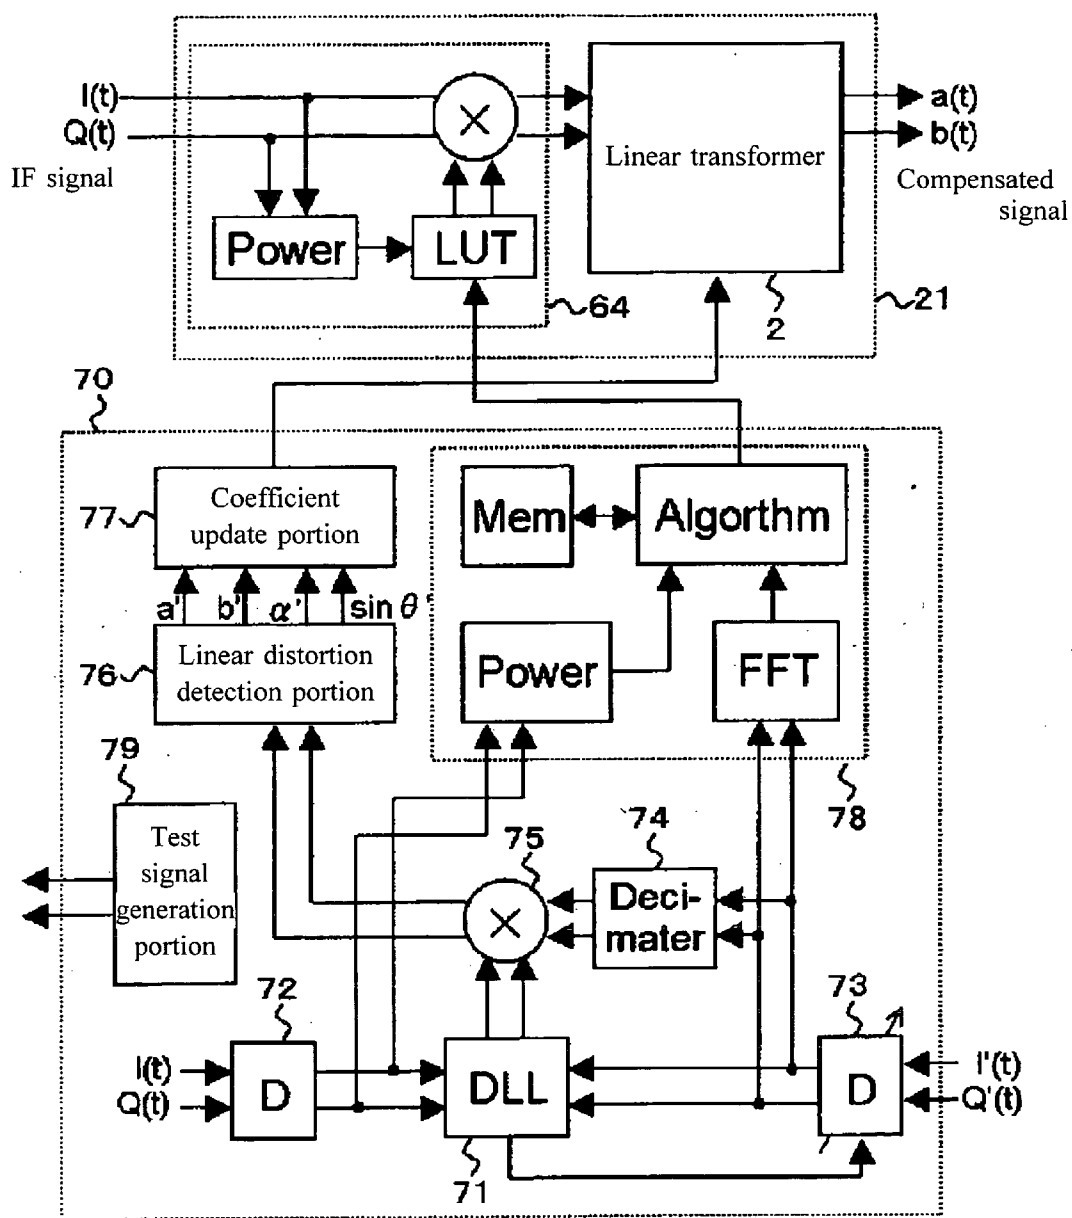 I(t)
a(t)
Q(t)
b(t)
Linear transformer
IF signal
Compensated
signal
Power
LUT
64
2
21
70
77
Coefficient
update portion
Mem
Algorthm
a'
b'
α'
sin θ'
76
Linear distortion
detection portion
Power
FFT
79
78
Test
signal
generation
portion
75
74
Deci-
mater
72
73
I(t)
Q(t)
D
DLL
D
I'(t)
Q'(t)
71